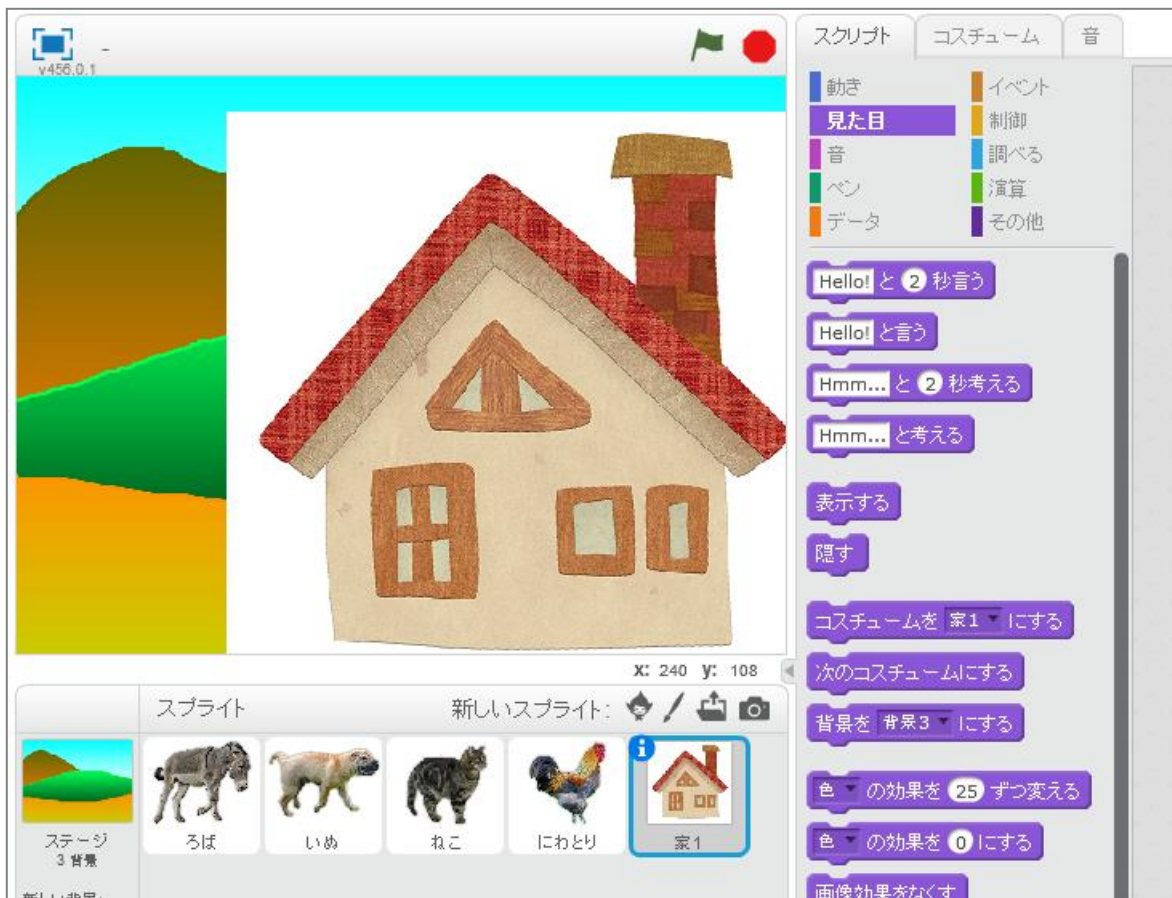 -
v456.0.1
スクリプト コスチューム 音
動き イベント
見た目 制御
音 調べる
ペン 演算
データ その他
Hello! と 2 秒言う
Hello! と言う
Hmm... と 2 秒考える
Hmm... と考える
表示する
隠す
コスチュームを 家1 にする
次のコスチュームにする
背景を 背景3 にする
色 の効果を 25 ずつ変える
色 の効果を 0 にする
画像効果をなくす
x: 240 y: 108
スプライト 新しいスプライト:
ステージ
3 背景
新しい背景:
ろば いぬ ねこ にわとり 家1